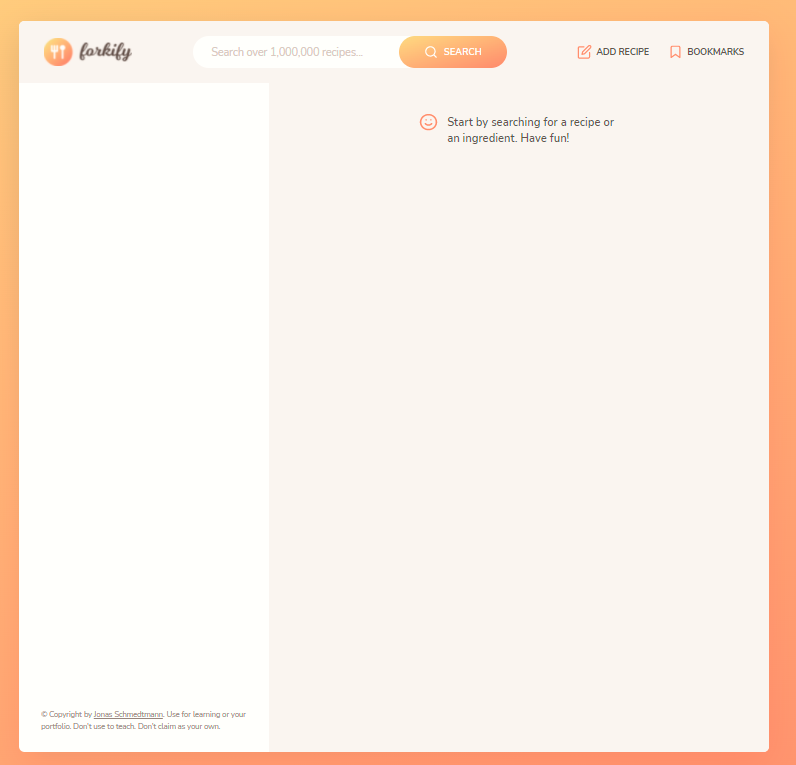 forkify
Search over 1,000,000 recipes...
SEARCH
ADD RECIPE
BOOKMARKS
Start by searching for a recipe or
an ingredient. Have fun!
© Copyright by Jonas Schmedtmann. Use for learning or your
portfolio. Don't use to teach. Don't claim as your own.